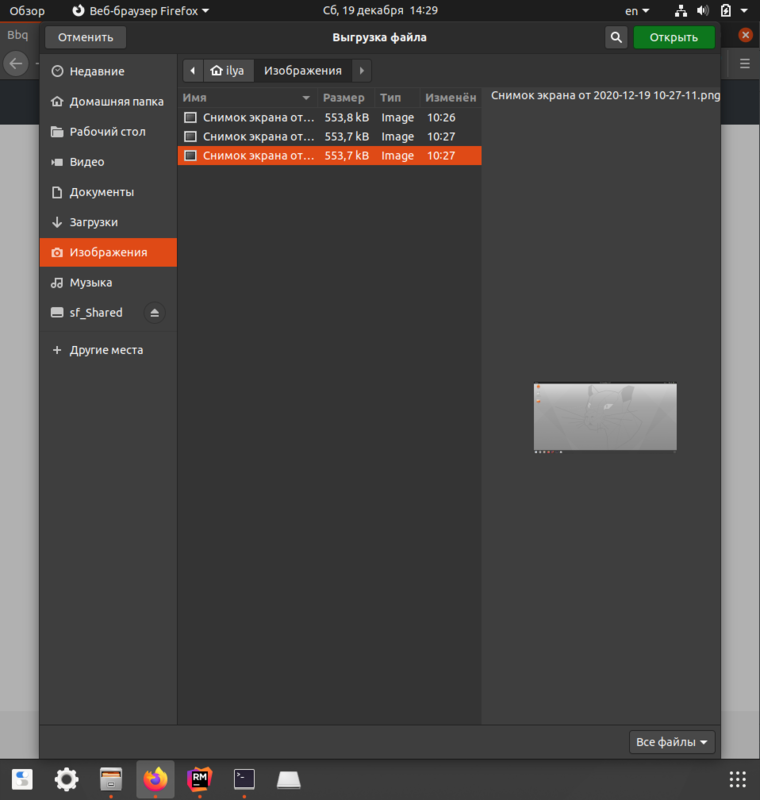 Обзор Веб-браузер Firefox Сб, 19 декабря 14:29 en
Bbq
Отменить Выгрузка файла Открыть
Недавние
Домашняя папка
Рабочий стол
Видео
Документы
Загрузки
Изображения
Музыка
sf_Shared
Другие места
ilya Изображения
Имя Размер Тип Изменён
Снимок экрана от... 553,8 kB Image 10:26
Снимок экрана от... 553,7 kB Image 10:27
Снимок экрана от... 553,7 kB Image 10:27
Снимок экрана от 2020-12-19 10-27-11.png
Все файлы
RM